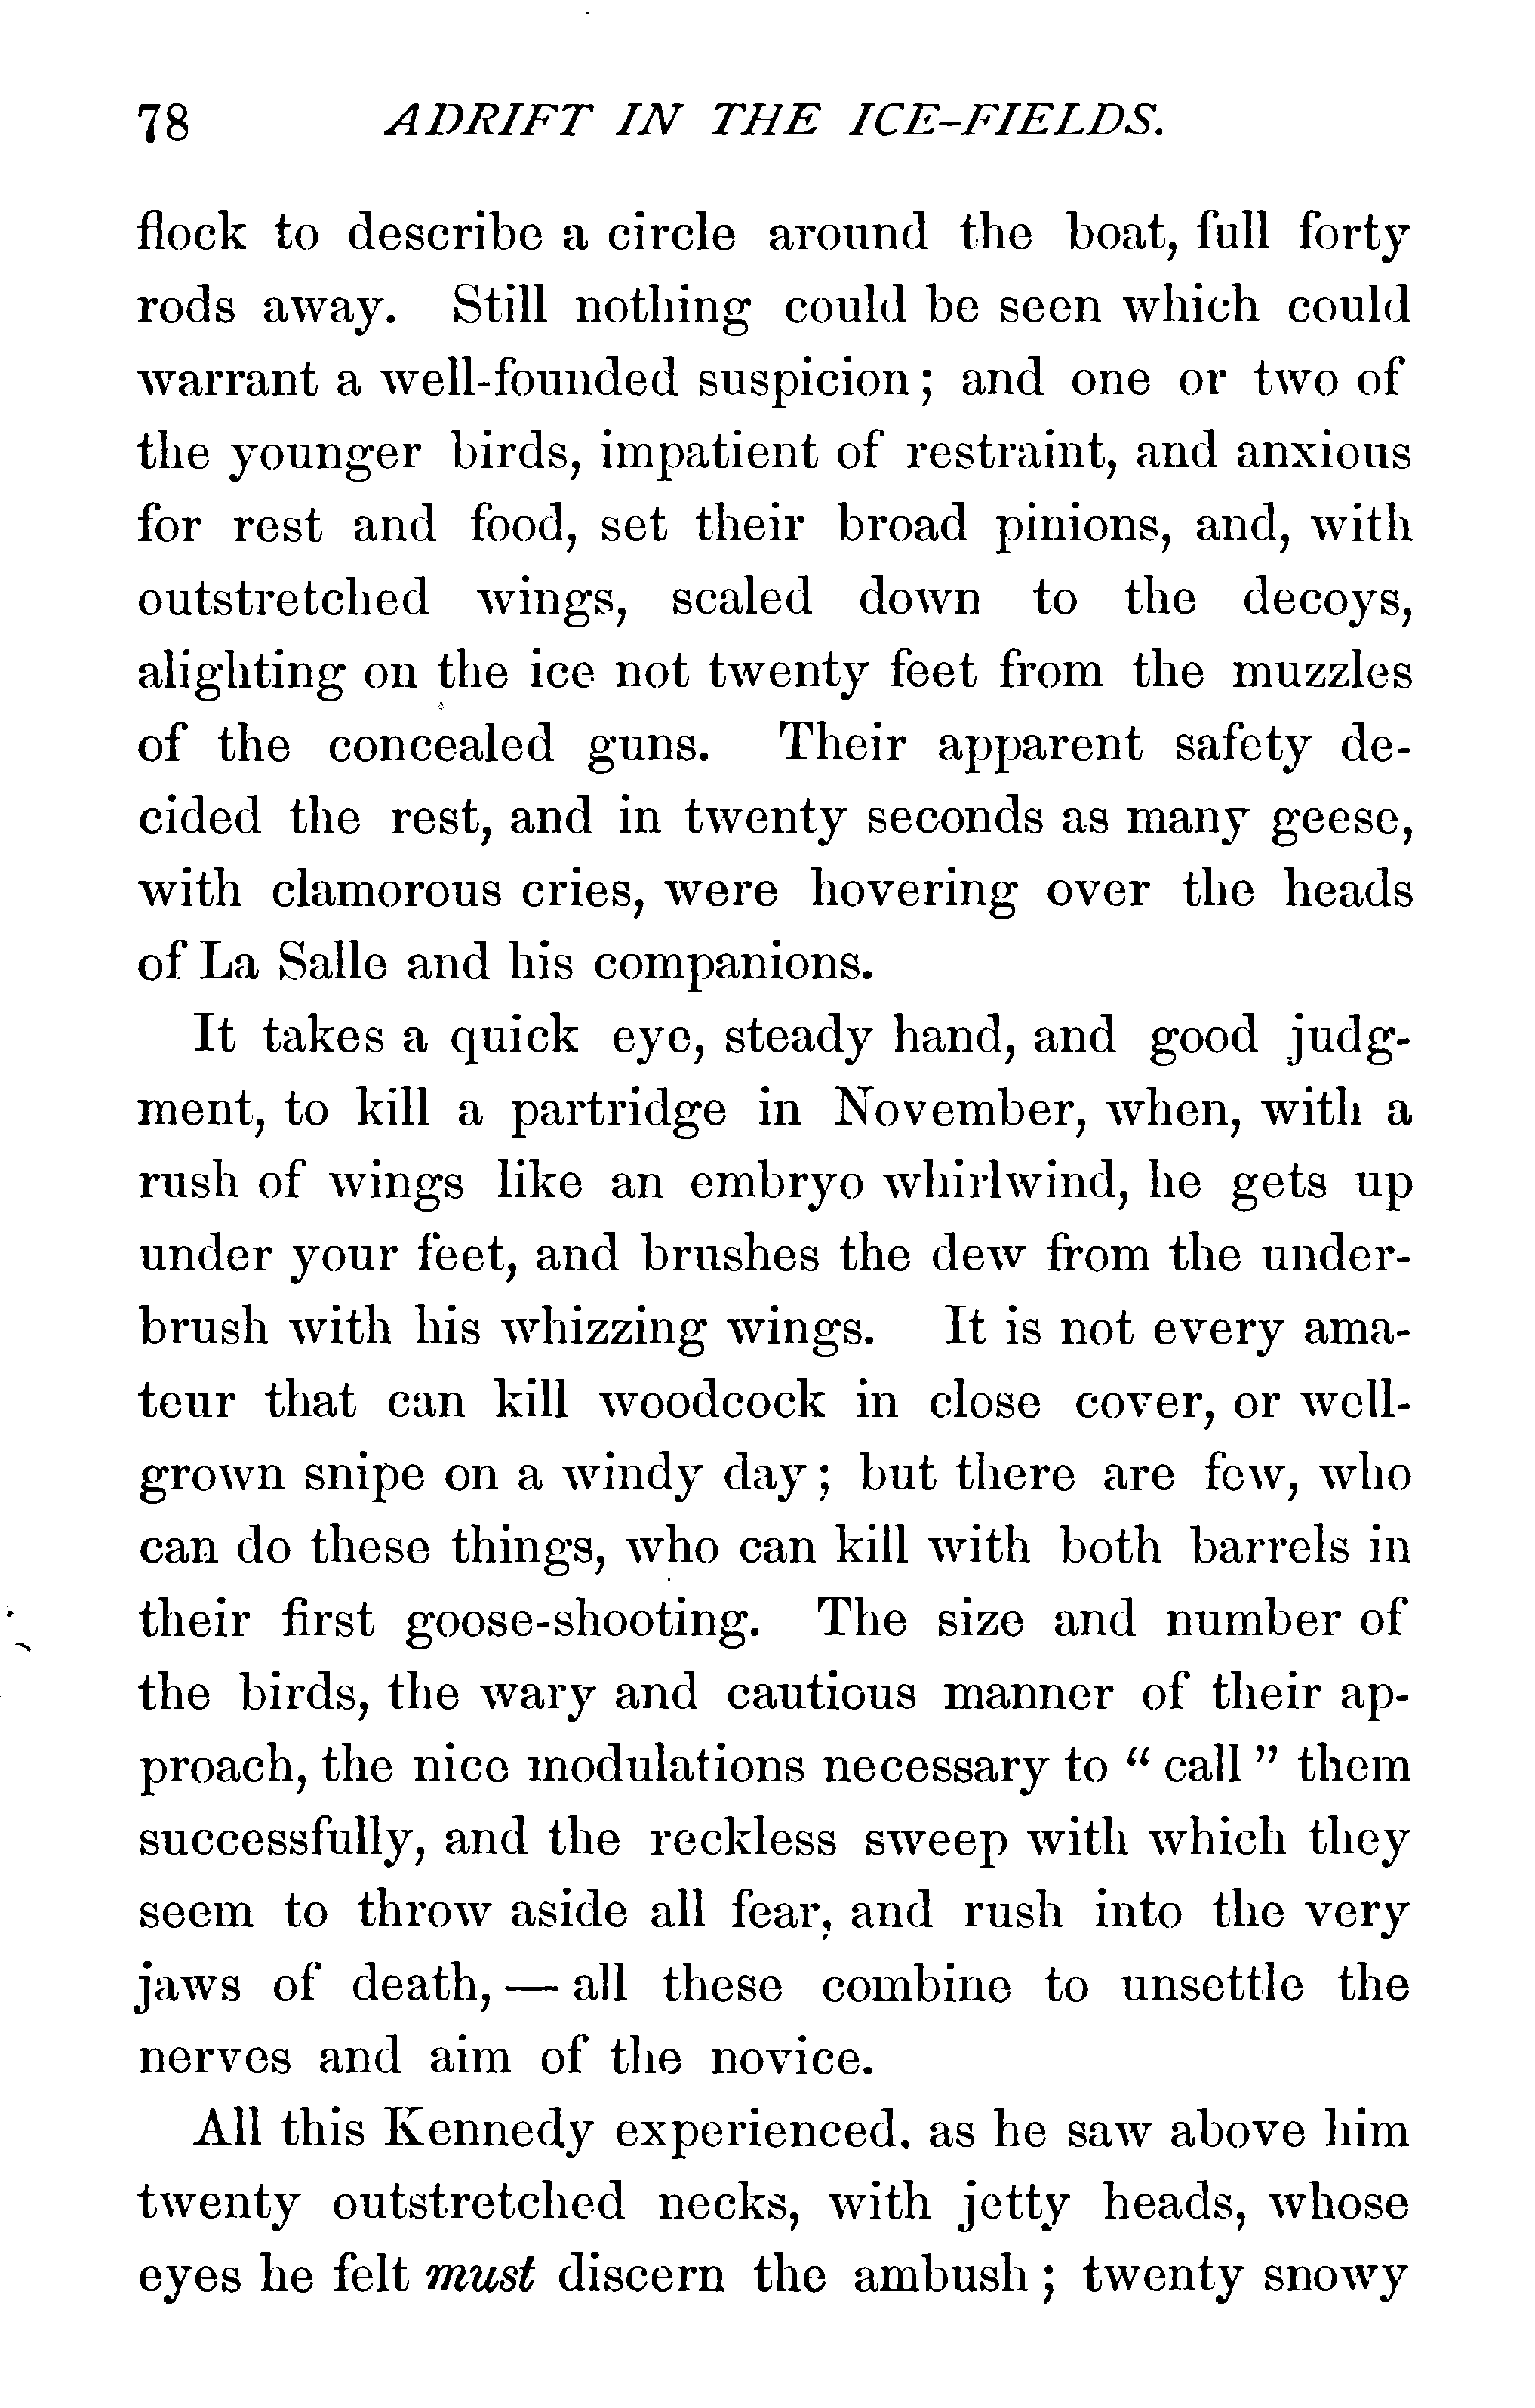 78 ADRIFT IN THE ICE-FIELDS.
flock to describe a circle around the boat, full forty
rods away. Still nothing could be seen which could
warrant a well-founded suspicion; and one or two of
the younger birds, impatient of restraint, and anxious
for rest and food, set their broad pinions, and, with
outstretched wings, scaled down to the decoys,
alighting on the ice not twenty feet from the muzzles
of the concealed guns. Their apparent safety de-
cided the rest, and in twenty seconds as many geese,
with clamorous cries, were hovering over the heads
of La Salle and his companions.
It takes a quick eye, steady hand, and good judg-
ment, to kill a partridge in November, when, with a
rush of wings like an embryo whirlwind, he gets up
under your feet, and brushes the dew from the under-
brush with his whizzing wings. It is not every ama-
teur that can kill woodcock in close cover, or well-
grown snipe on a windy day; but there are few, who
can do these things, who can kill with both barrels in
their first goose-shooting. The size and number of
the birds, the wary and cautious manner of their ap-
proach, the nice modulations necessary to "call" them
successfully, and the reckless sweep with which they
seem to throw aside all fear, and rush into the very
jaws of death, — all these combine to unsettle the
nerves and aim of the novice.
All this Kennedy experienced, as he saw above him
twenty outstretched necks, with jetty heads, whose
eyes he felt must discern the ambush; twenty snowy